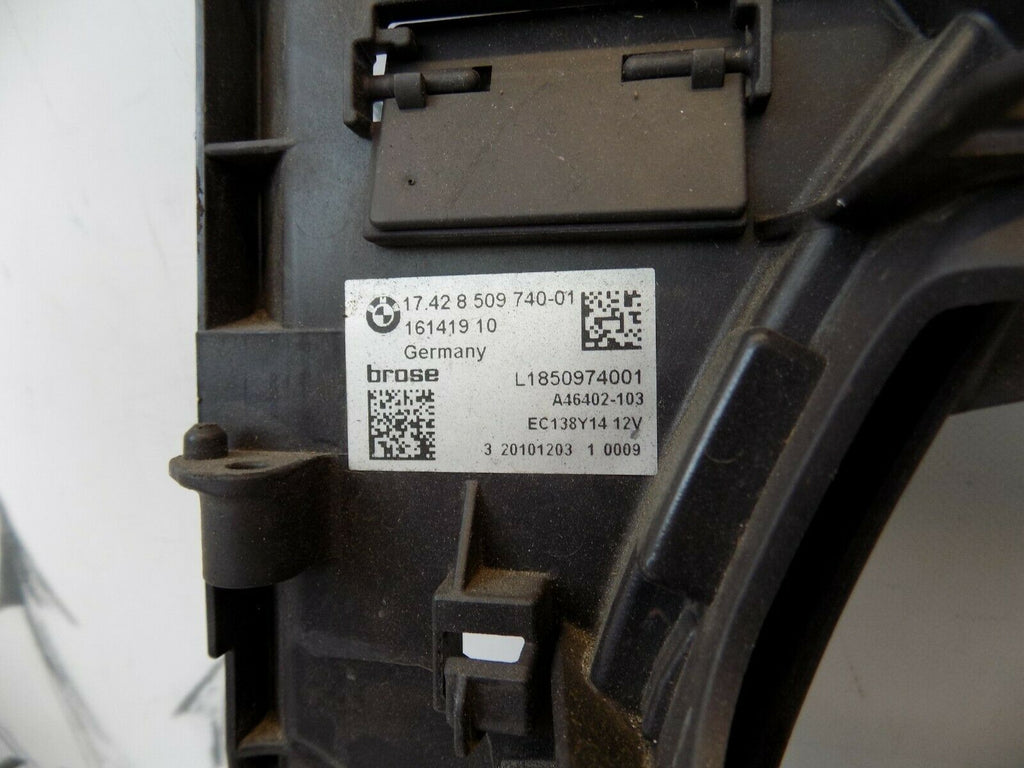 17.42 8 509 740-01
161419 10
Germany
brose
L1850974001
A46402-103
EC138Y14 12V
3 20101203 1 0009